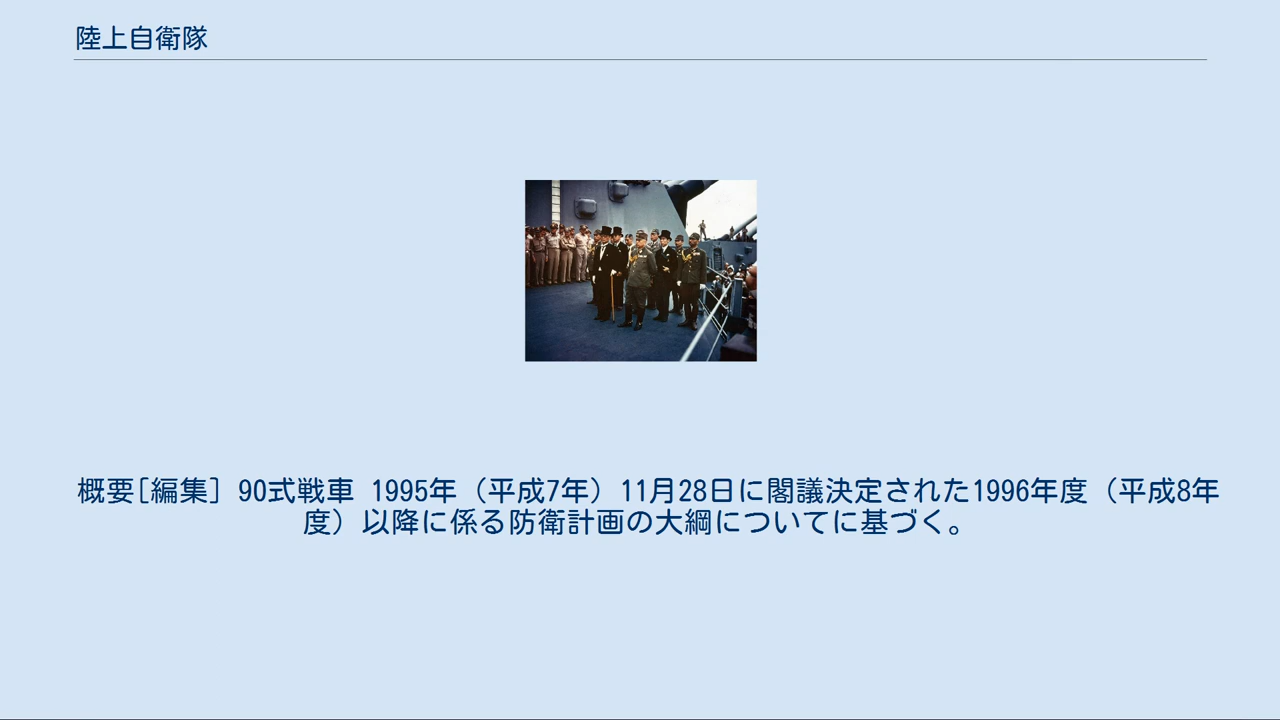 陸上自衛隊
概要[編集] 90式戦車 1995年（平成7年）11月28日に閣議決定された1996年度（平成8年
度）以降に係る防衛計画の大綱についてに基づく。